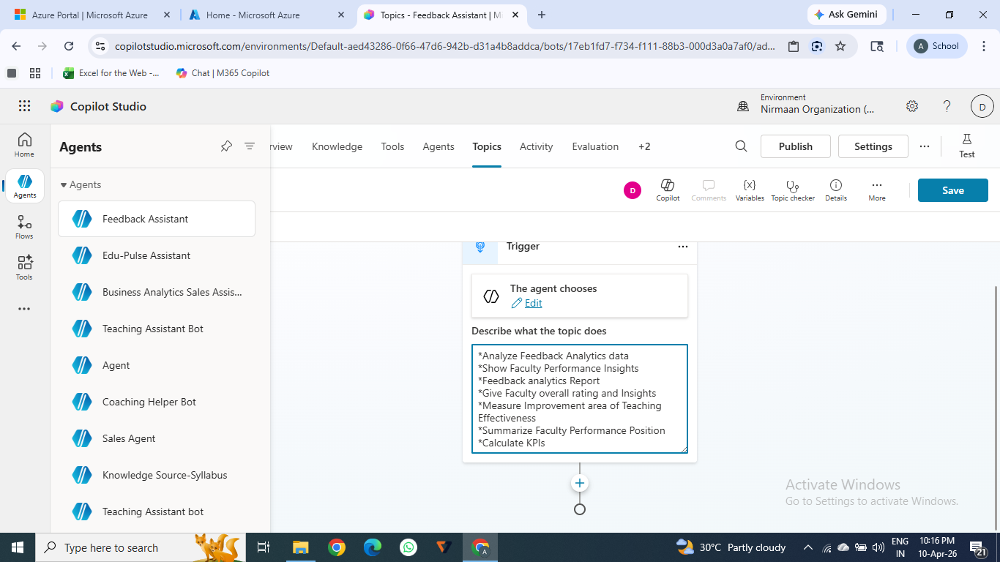 Azure Portal | Microsoft Azure
Home - Microsoft Azure
Topics - Feedback Assistant | Mi
Ask Gemini
copilotstudio.microsoft.com/environments/Default-aed43286-0f66-47d6-942b-d31a4b8addca/bots/17eb1fd7-f734-f111-88b3-000d3a0a7af0/ad...
A School
Excel for the Web -...
Chat | M365 Copilot
Copilot Studio
Environment
Nirmaan Organization (...
D
Home
Agents
Flows
Tools
Agents
Agents
Feedback Assistant
Edu-Pulse Assistant
Business Analytics Sales Assis...
Teaching Assistant Bot
Agent
Coaching Helper Bot
Sales Agent
Knowledge Source-Syllabus
Teaching Assistant bot
rview Knowledge Tools Agents Topics Activity Evaluation +2
Publish
Settings
Test
D
Copilot
Comments
Variables
Topic checker
Details
More
Save
Trigger
The agent chooses
Edit
Describe what the topic does
*Analyze Feedback Analytics data
*Show Faculty Performance Insights
*Feedback analytics Report
*Give Faculty overall rating and Insights
*Measure Improvement area of Teaching
Effectiveness
*Summarize Faculty Performance Position
*Calculate KPIs
Activate Windows
Go to Settings to activate Windows.
Type here to search
30°C Partly cloudy
ENG
IN
10:16 PM
10-Apr-26
21